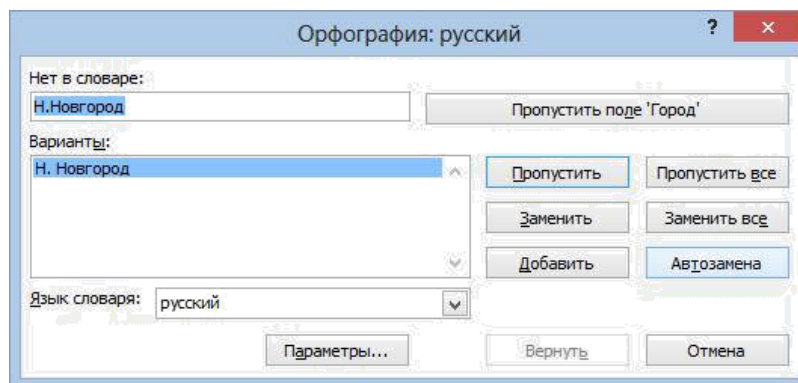 Орфография: русский
?
Нет в словаре:
Н.Новгород
Пропустить поле 'Город'
Варианты:
Н. Новгород
Пропустить
Пропустить все
Заменить
Заменить все
Добавить
Автозамена
Язык словаря:
русский
Параметры...
Вернуть
Отмена